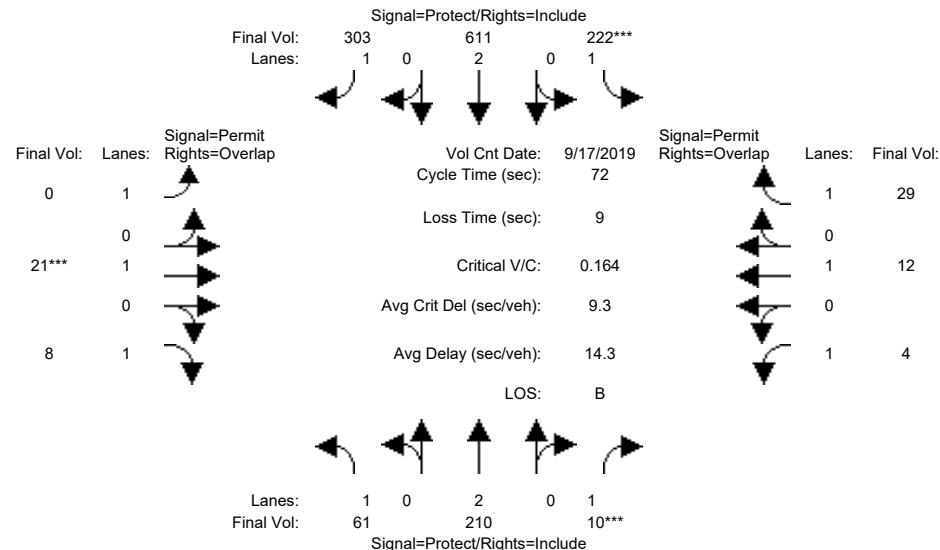 Signal=Protect/Rights=Include
Final Vol: 303 611 222***
Lanes: 1 0 2 0 1
Signal=Permit Signal=Permit
Final Vol: Lanes: Rights=Overlap Vol Cnt Date: 9/17/2019 Rights=Overlap Lanes: Final Vol:
Cycle Time (sec): 72
0 1 1 29
Loss Time (sec): 9
0 0
21*** 1 Critical V/C: 0.164 1 12
0 Avg Crit Del (sec/veh): 9.3 0
8 1 Avg Delay (sec/veh): 14.3 1 4
LOS: B
Lanes: 1 0 2 0 1
Final Vol: 61 210 10***
Signal=Protect/Rights=Include